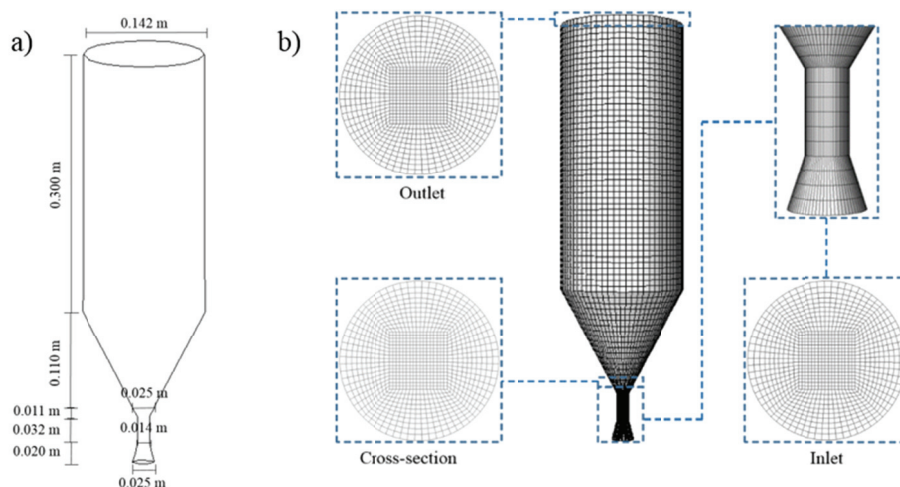 a)
0.142 m
0.300 m
0.110 m
0.025 m
0.011 m
0.014 m
0.032 m
0.020 m
0.025 m
b)
Outlet
Cross-section
Inlet